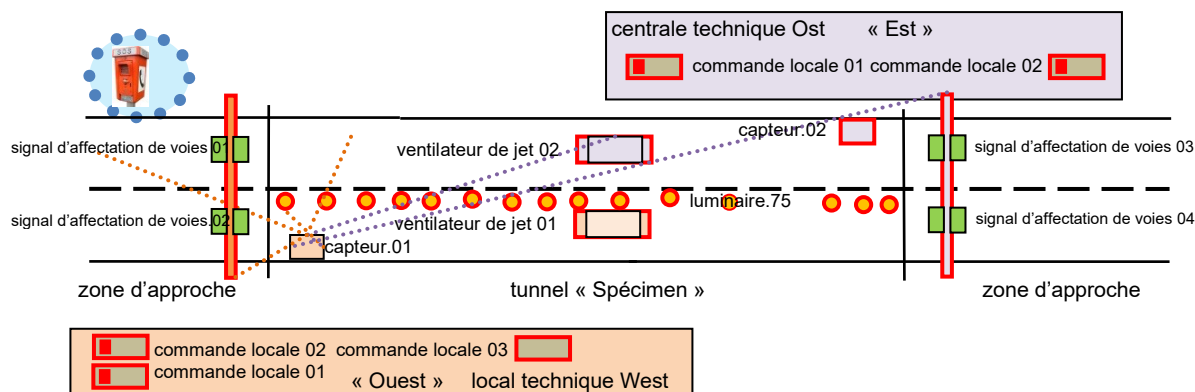 centrale technique Ost « Est »
commande locale 01 commande locale 02
SOS
signal d'affectation de voies 01
ventilateur de jet 02
capteur.02
signal d'affectation de voies 03
signal d'affectation de voies.02
ventilateur de jet 01
luminaire.75
signal d'affectation de voies 04
capteur.01
zone d'approche
tunnel « Spécimen »
zone d'approche
commande locale 02 commande locale 03
commande locale 01
« Ouest » local technique West